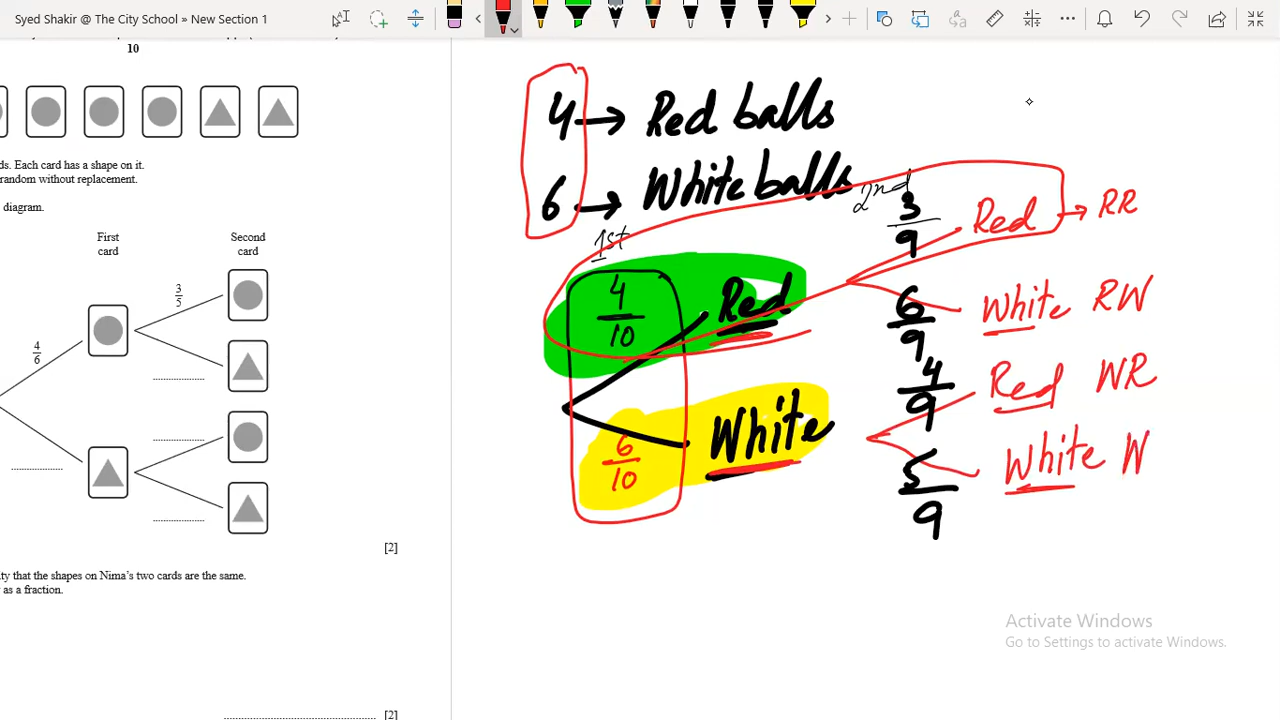 Syed Shakir @ The City School » New Section 1
10
ds. Each card has a shape on it.
random without replacement.
diagram.
First card
Second card
3/5
4/6
[2]
ity that the shapes on Nima's two cards are the same.
as a fraction.
[2]
4 → Red balls
6 → White balls
1st
2nd
4/10 Red
6/10 White
3/9 Red → RR
6/9 White RW
4/9 Red WR
5/9 White W
Activate Windows
Go to Settings to activate Windows.